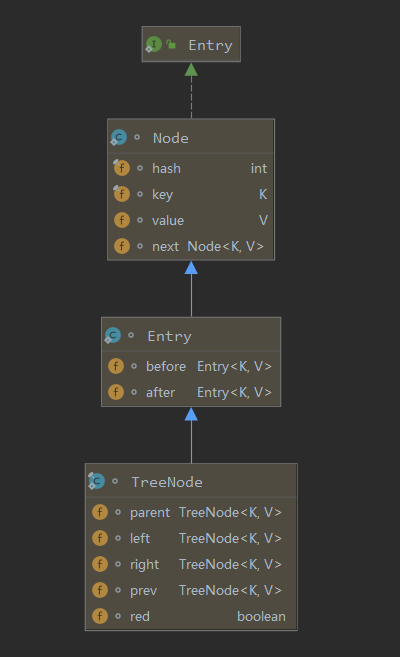 Entry
Node
hash int
key K
value V
next Node<K, V>
Entry
before Entry<K, V>
after Entry<K, V>
TreeNode
parent TreeNode<K, V>
left TreeNode<K, V>
right TreeNode<K, V>
prev TreeNode<K, V>
red boolean